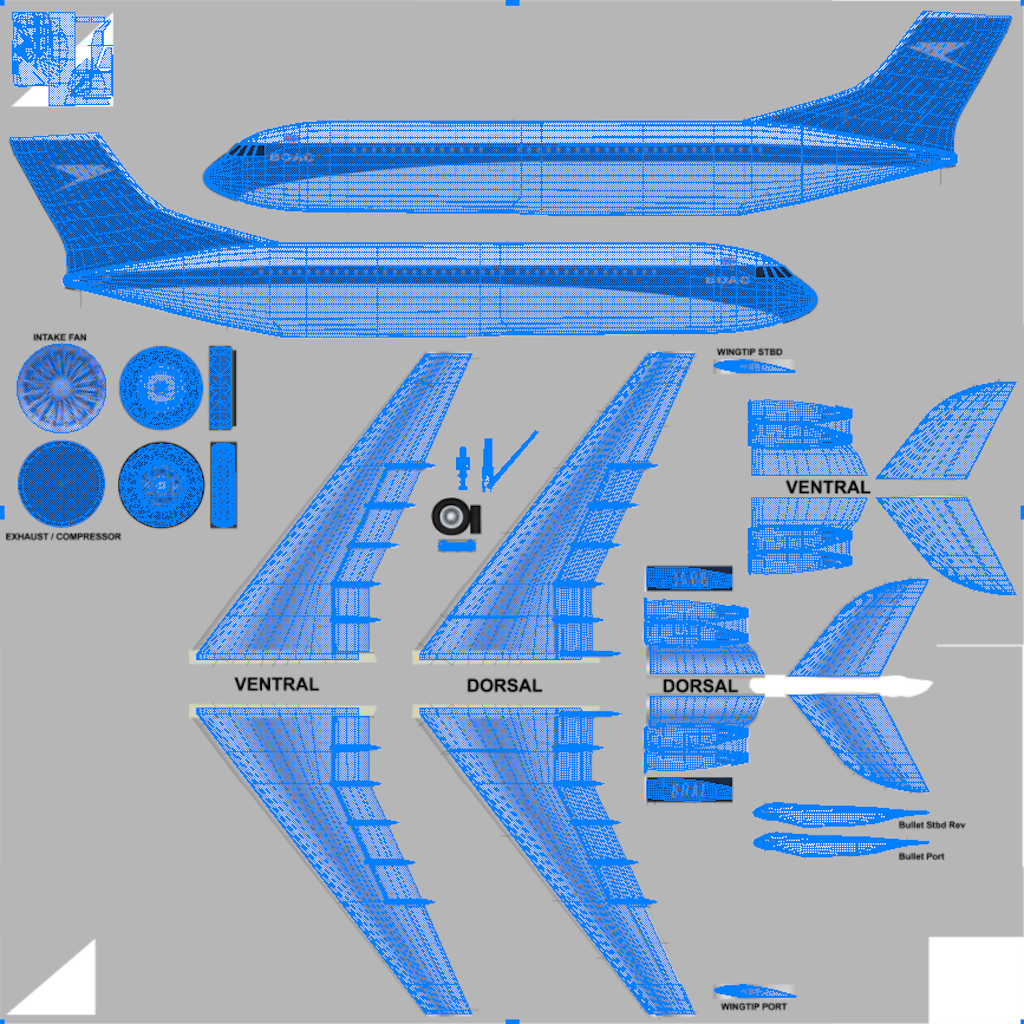 BOAC
BOAC
INTAKE FAN
WINGTIP STBD
VENTRAL
EXHAUST / COMPRESSOR
VENTRAL
DORSAL
DORSAL
Bullet Stbd Rev
Bullet Port
WINGTIP PORT